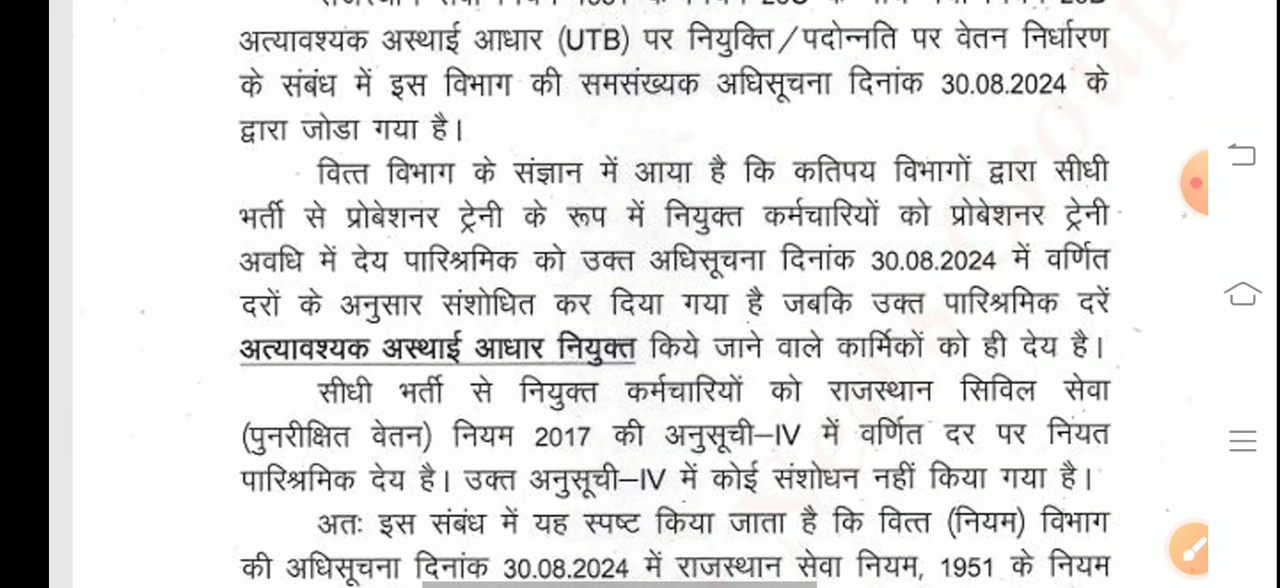 अत्यावश्यक अस्थाई आधार (UTB) पर नियुक्ति/पदोन्नति पर वेतन निर्धारण
के संबंध में इस विभाग की समसंख्यक अधिसूचना दिनांक 30.08.2024 के
द्वारा जोडा गया है।
वित्त विभाग के संज्ञान में आया है कि कतिपय विभागों द्वारा सीधी
भर्ती से प्रोबेशनर ट्रेनी के रूप में नियुक्त कर्मचारियों को प्रोबेशनर ट्रेनी
अवधि में देय पारिश्रमिक को उक्त अधिसूचना दिनांक 30.08.2024 में वर्णित
दरों के अनुसार संशोधित कर दिया गया है जबकि उक्त पारिश्रमिक दरें
अत्यावश्यक अस्थाई आधार नियुक्त किये जाने वाले कार्मिकों को ही देय है।
सीधी भर्ती से नियुक्त कर्मचारियों को राजस्थान सिविल सेवा
(पुनरीक्षित वेतन) नियम 2017 की अनुसूची–IV में वर्णित दर पर नियत
पारिश्रमिक देय है। उक्त अनुसूची–IV में कोई संशोधन नहीं किया गया है।
अतः इस संबंध में यह स्पष्ट किया जाता है कि वित्त (नियम) विभाग
की अधिसूचना दिनांक 30.08.2024 में राजस्थान सेवा नियम, 1951 के नियम